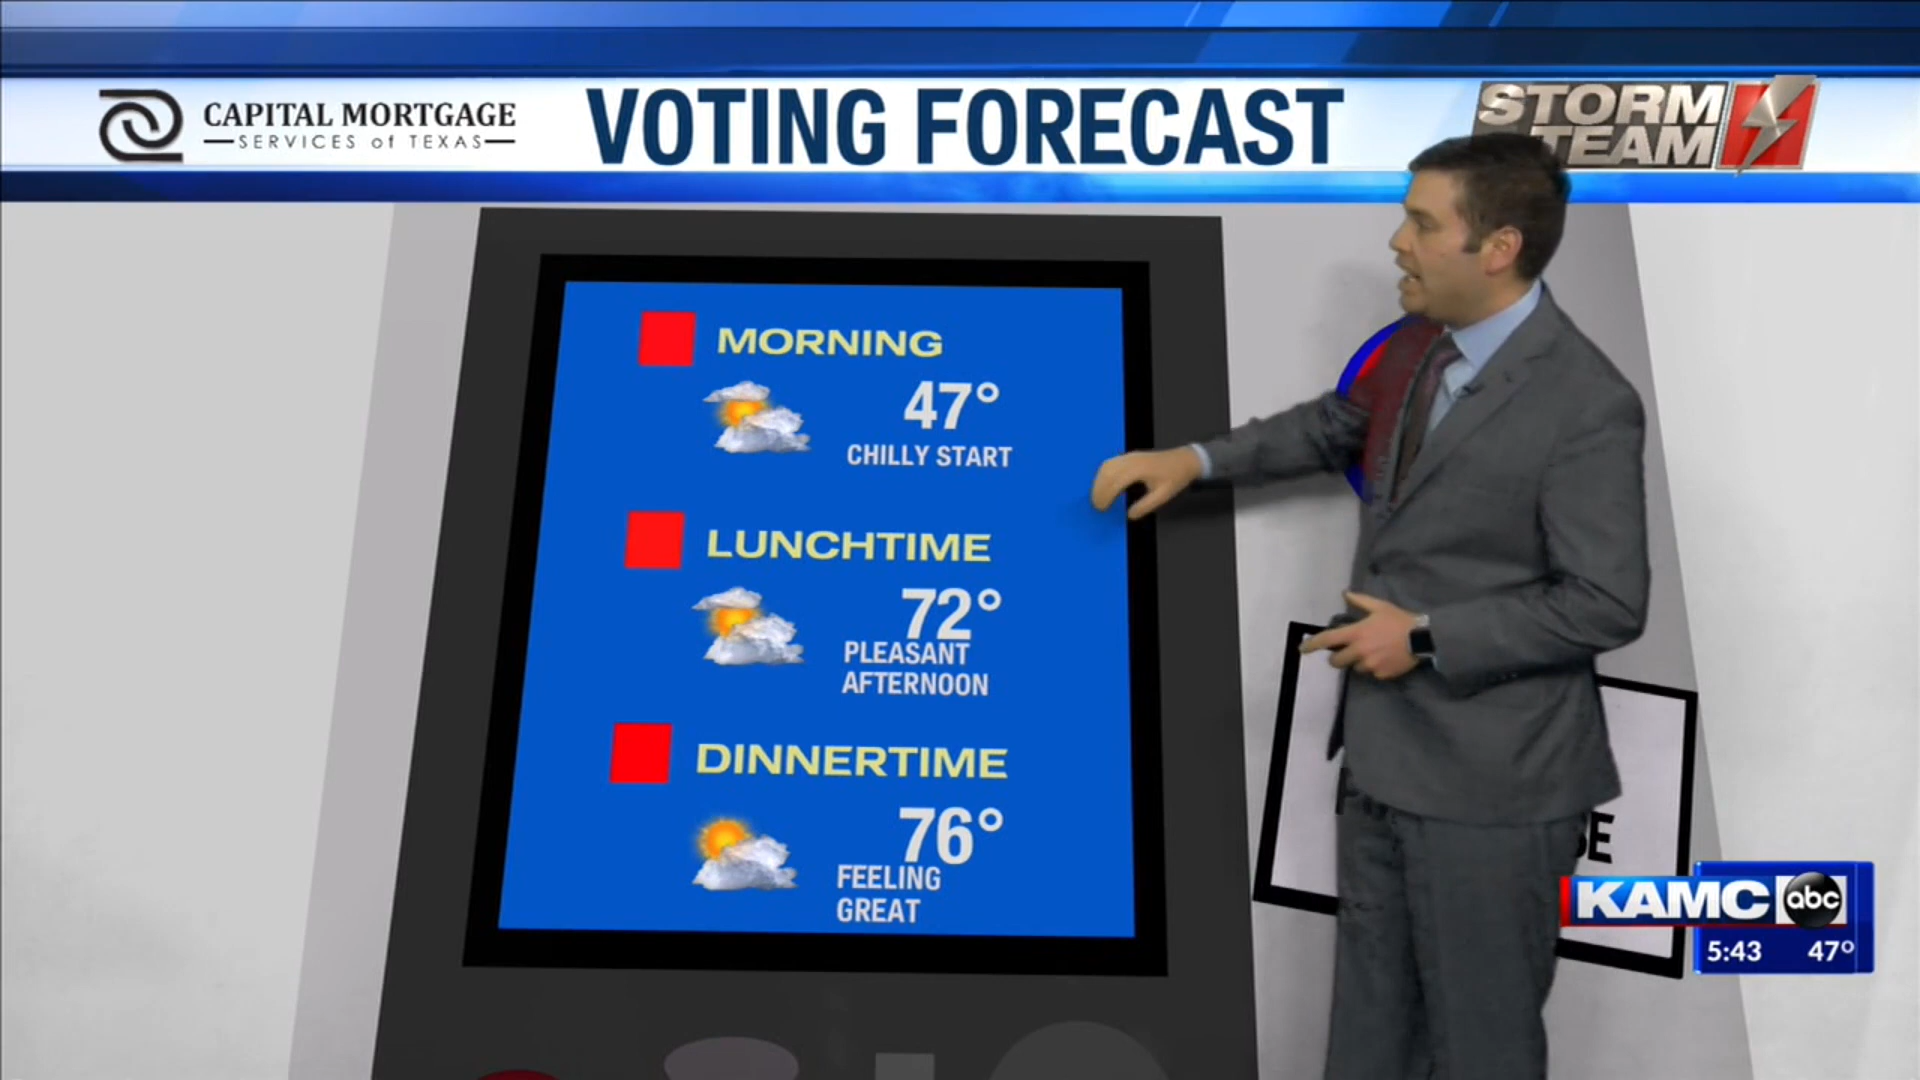 CAPITAL MORTGAGE
SERVICES of TEXAS
VOTING FORECAST
STORM
TEAM
MORNING
47°
CHILLY START
LUNCHTIME
72°
PLEASANT
AFTERNOON
DINNERTIME
76°
FEELING
GREAT
KAMC abc
5:43 47°